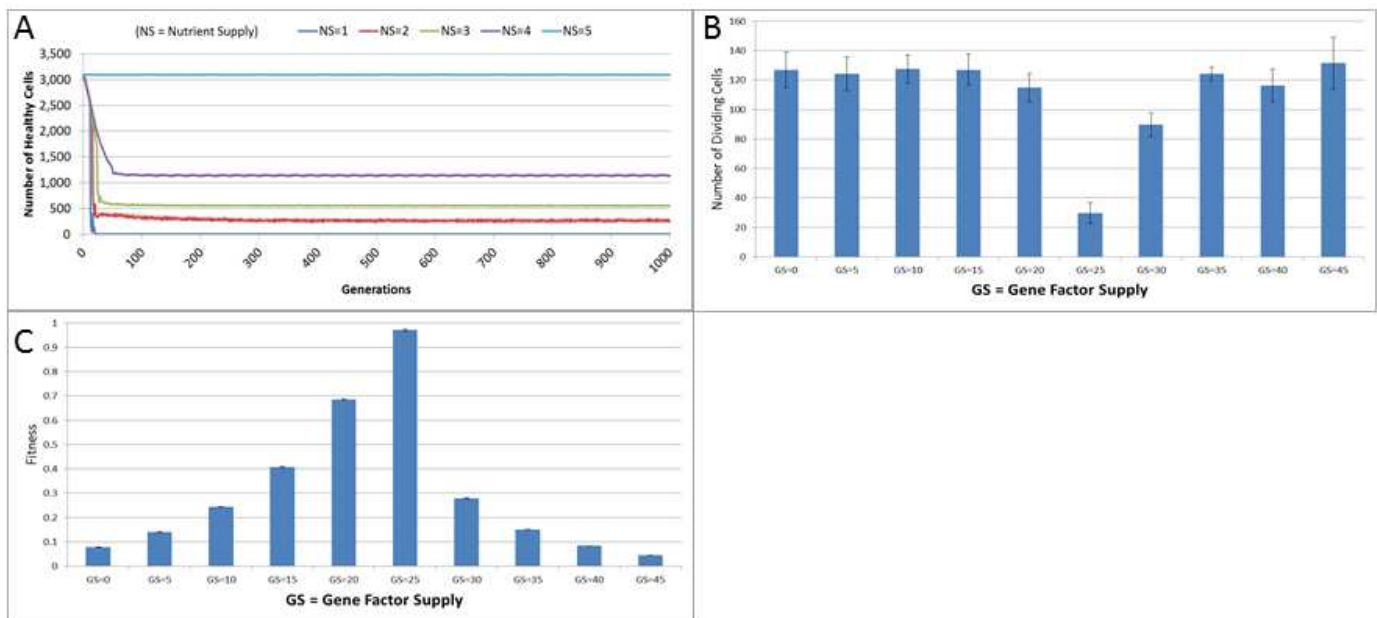 A
(NS = Nutrient Supply)
NS=1 NS=2 NS=3 NS=4 NS=5
Number of Healthy Cells
3,500
3,000
2,500
2,000
1,500
1,000
500
0
0 100 200 300 400 500 600 700 800 900 1000
Generations
B
Number of Dividing Cells
160
140
120
100
80
60
40
20
0
GS=0 GS=5 GS=10 GS=15 GS=20 GS=25 GS=30 GS=35 GS=40 GS=45
GS = Gene Factor Supply
C
Fitness
1
0.9
0.8
0.7
0.6
0.5
0.4
0.3
0.2
0.1
0
GS=0 GS=5 GS=10 GS=15 GS=20 GS=25 GS=30 GS=35 GS=40 GS=45
GS = Gene Factor Supply